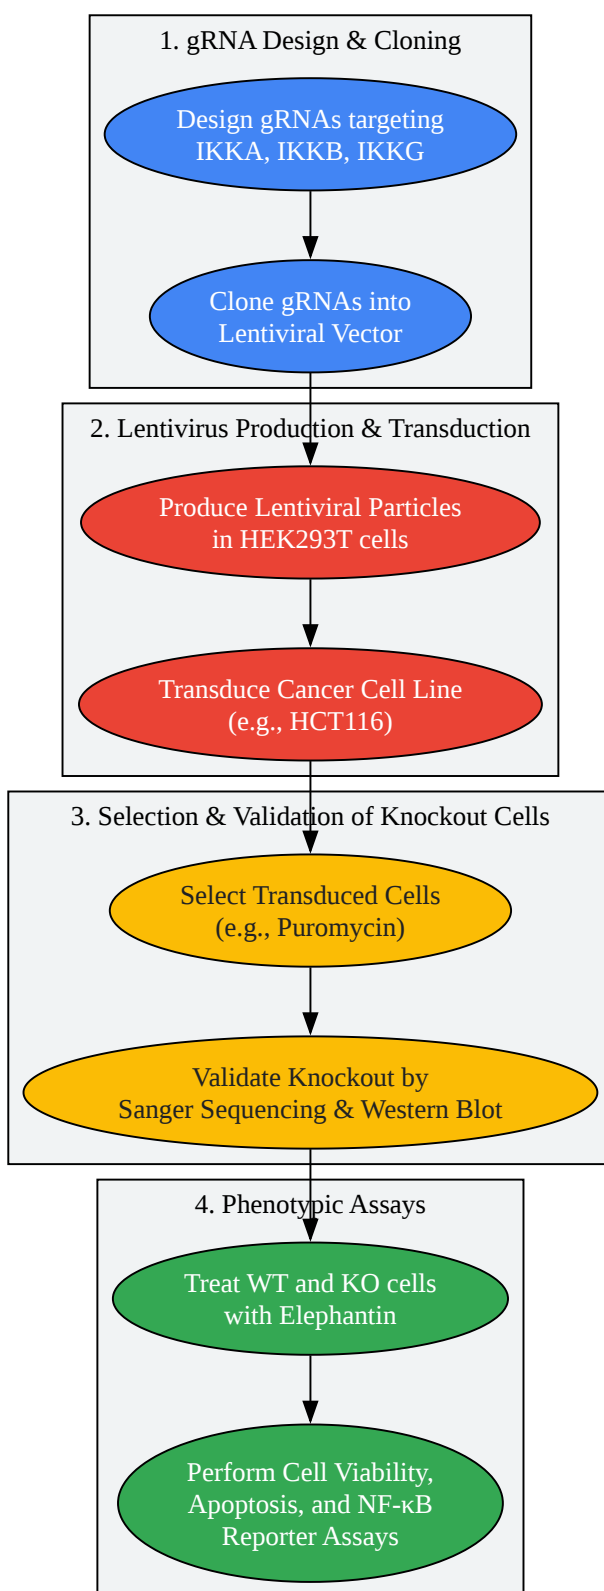 1. gRNA Design & Cloning
Design gRNAs targeting
IKKA, IKKB, IKKG
Clone gRNAs into
Lentiviral Vector
2. Lentivirus Production & Transduction
Produce Lentiviral Particles
in HEK293T cells
Transduce Cancer Cell Line
(e.g., HCT116)
3. Selection & Validation of Knockout Cells
Select Transduced Cells
(e.g., Puromycin)
Validate Knockout by
Sanger Sequencing & Western Blot
4. Phenotypic Assays
Treat WT and KO cells
with Elephantin
Perform Cell Viability,
Apoptosis, and NF-κB
Reporter Assays